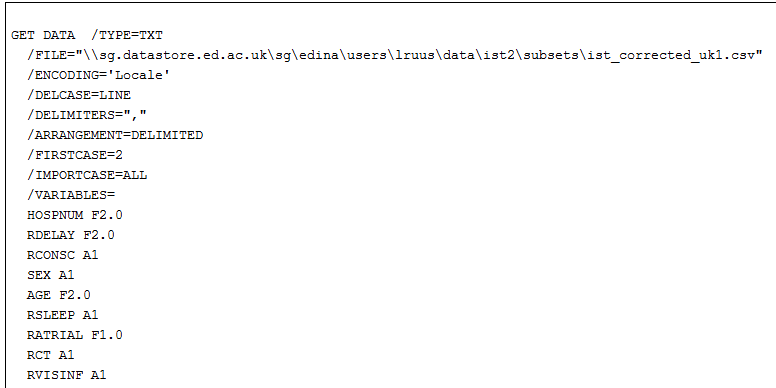 GET DATA  /TYPE=TXT
  /FILE="\\sg.datastore.ed.ac.uk\sg\edina\users\lruus\data\ist2\subsets\ist_corrected_uk1.csv"
  /ENCODING='Locale'
  /DELCASE=LINE
  /DELIMITERS=","
  /ARRANGEMENT=DELIMITED
  /FIRSTCASE=2
  /IMPORTCASE=ALL
  /VARIABLES=
  HOSPNUM F2.0
  RDELAY F2.0
  RCONSC A1
  SEX A1
  AGE F2.0
  RSLEEP A1
  RATRIAL F1.0
  RCT A1
  RVISINF A1